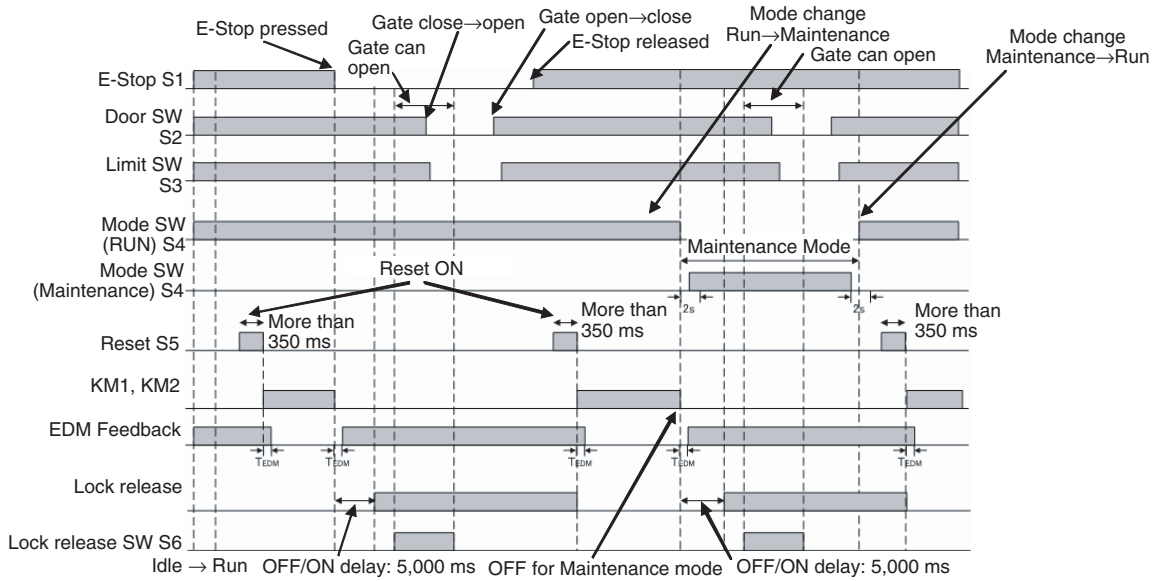 Mode change
Run→Maintenance
Gate close→open
Gate open→close
E-Stop pressed
E-Stop released
Gate can
open
Gate can open
Mode change
Maintenance→Run
E-Stop S1
Door SW
S2
Limit SW
S3
Mode SW
(RUN) S4
Maintenance Mode
Mode SW
(Maintenance) S4
Reset ON
2s
2s
More than
350 ms
More than
350 ms
More than
350 ms
Reset S5
KM1, KM2
EDM Feedback
TEDM
TEDM
TEDM
TEDM
TEDM
Lock release
Lock release SW S6
Idle → Run
OFF/ON delay: 5,000 ms
OFF for Maintenance mode
OFF/ON delay: 5,000 ms